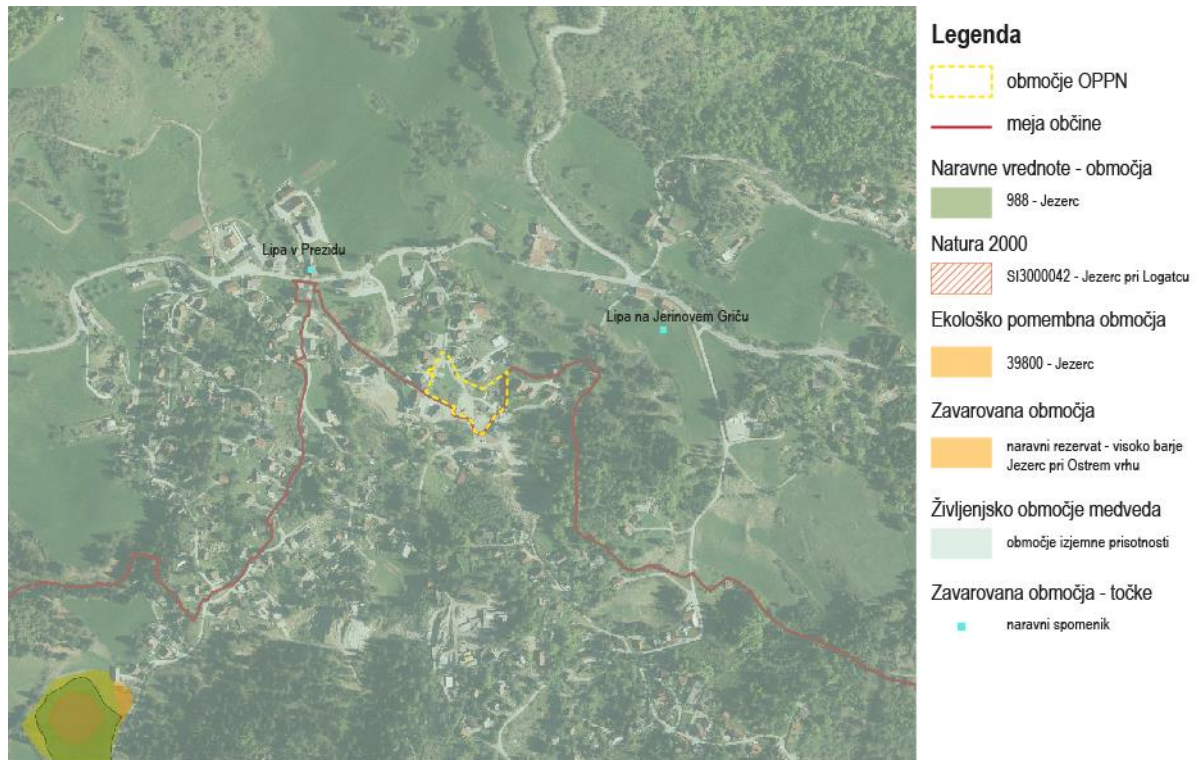 Lipa v Prezidu
Lipa na Jerinovem Griču
Legenda
območje OPPN
meja občine
Naravne vrednote - območja
988 - Jezerc
Natura 2000
SI3000042 - Jezerc pri Logatcu
Ekološko pomembna območja
39800 - Jezerc
Zavarovana območja
naravni rezervat - visoko barje
Jezerc pri Ostrem vrhu
Življenjsko območje medveda
območje izjemne prisotnosti
Zavarovana območja - točke
naravni spomenik